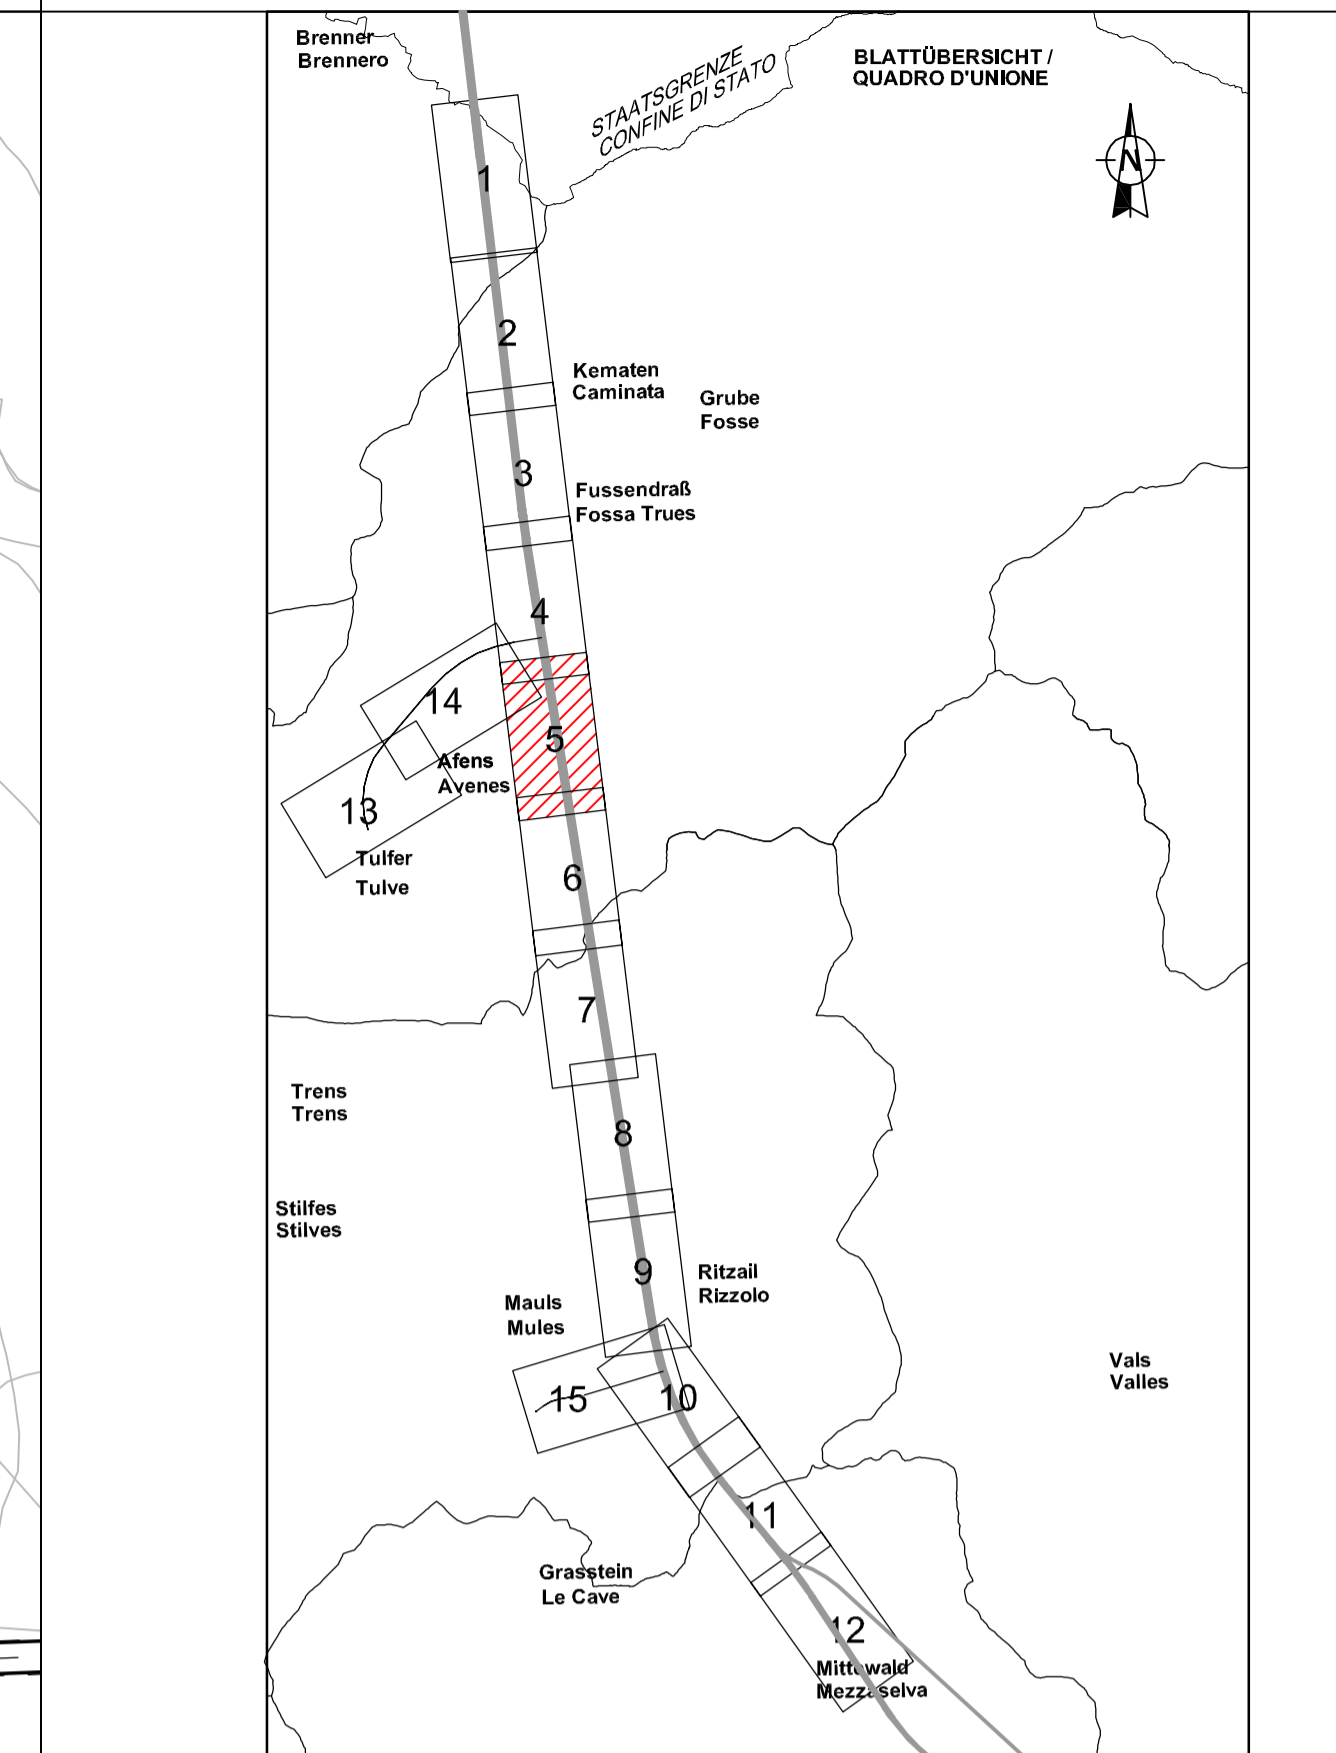 Brenner
Brennero
STAATSGRENZE
CONFINE DI STATO
BLATTÜBERSICHT /
QUADRO D'UNIONE
N
1
2
Kematen
Caminata
Grube
Fosse
3
Fussendraß
Fossa Trues
4
14
5
Afens
Avenes
13
Tulfer
Tulve
6
7
Trens
Trens
8
Stilfes
Stilves
9
Ritzail
Rizzolo
Mauls
Mules
15
10
Vals
Valles
11
Grasstein
Le Cave
12
Mittewald
Mezzaselva